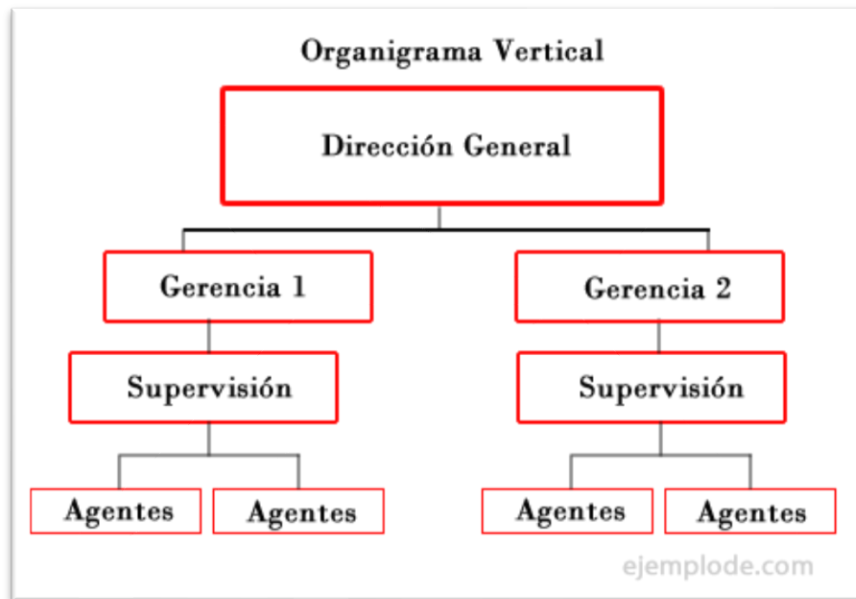 Organigrama Vertical
Dirección General
Gerencia 1
Gerencia 2
Supervisión
Supervisión
Agentes
Agentes
Agentes
Agentes
ejemplode.com